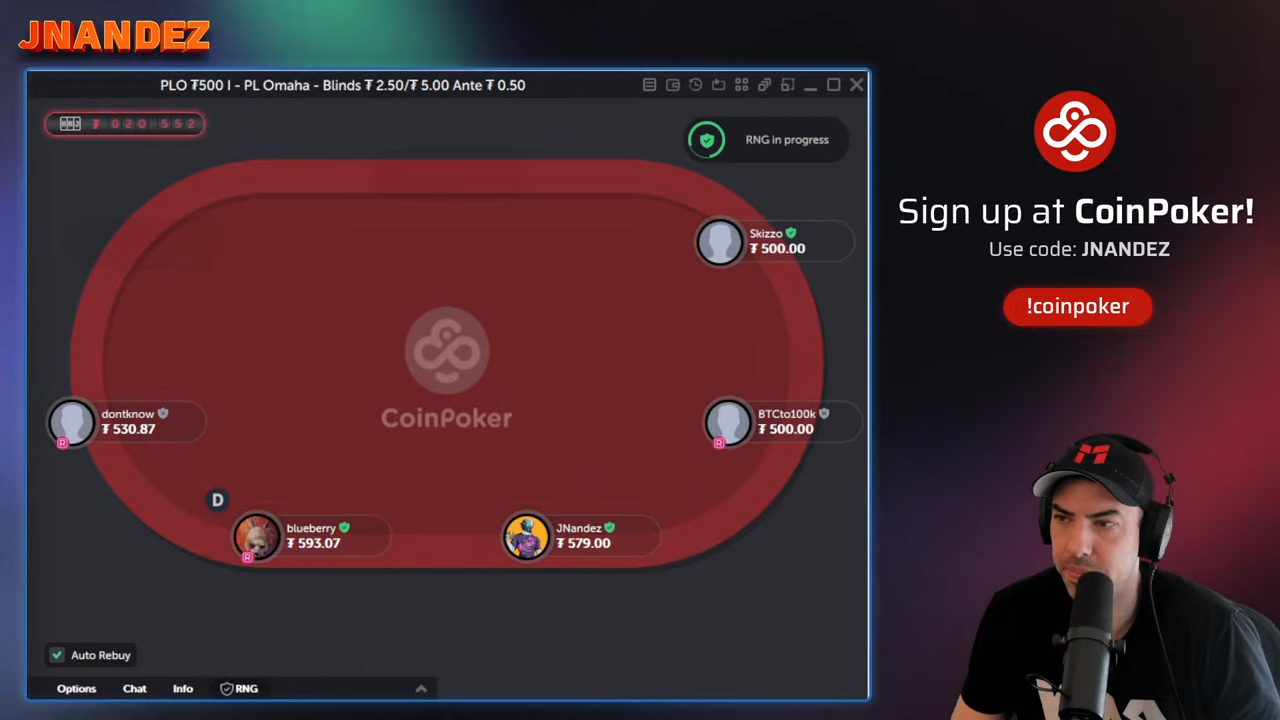 JNANDEZ
PLO ₮500 I - PL Omaha - Blinds ₮ 2.50/₮ 5.00 Ante ₮ 0.50
₮ 020 552
RNG in progress
Sign up at CoinPoker!
Use code: JNANDEZ
!coinpoker
Skizzo
₮ 500.00
CoinPoker
dontknow
₮ 530.87
R
BTCto100k
₮ 500.00
R
D
blueberry
₮ 593.07
R
JNandez
₮ 579.00
Auto Rebuy
Options Chat Info RNG